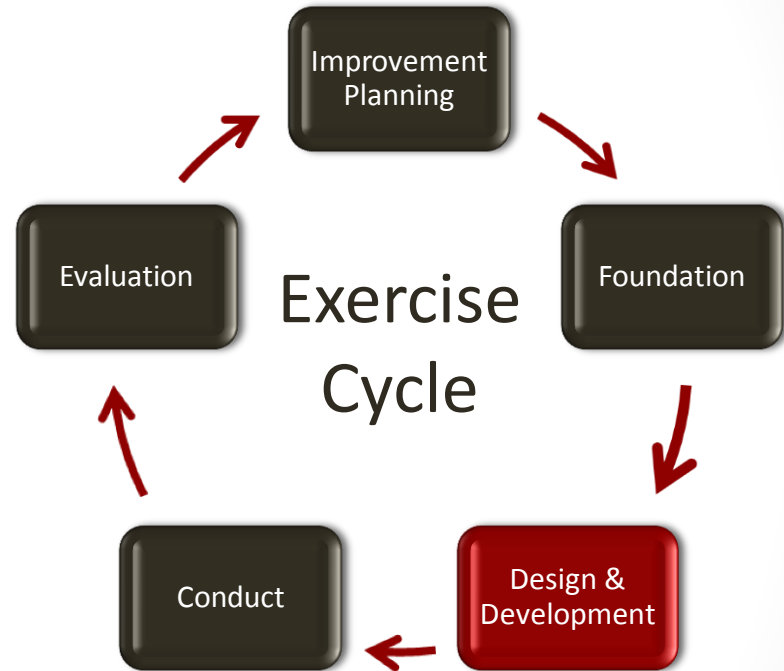 Improvement
Planning
Evaluation
Exercise
Cycle
Foundation
Conduct
Design &
Development